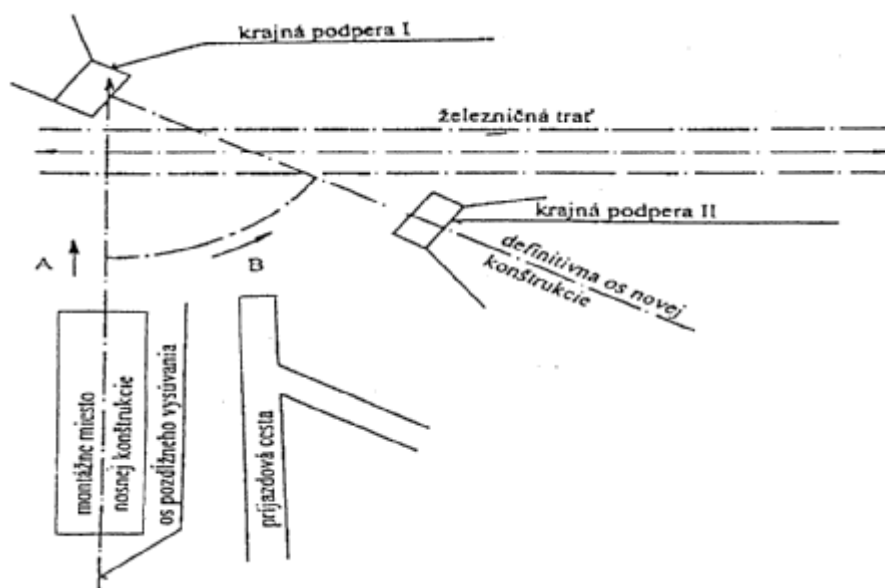 krajná podpera I
železničná trať
krajná podpera II
definitívna os novej
konštrukcie
A
B
montážne miesto
nosnej konštrukcie
os pozdĺžneho vysúvania
príjazdová cesta